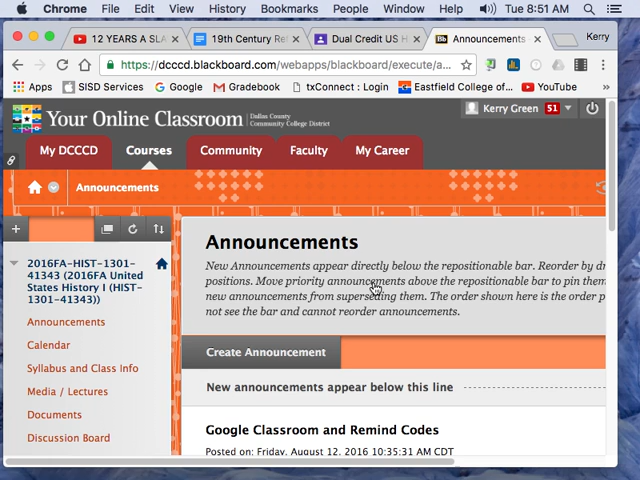 Chrome File Edit View History Bookmarks People Window Help Tue 8:51 AM
12 YEARS A SLA
19th Century Ref
Dual Credit US H
Bb Announcements
Kerry
https://dcccd.blackboard.com/webapps/blackboard/execute/a...
Apps SISD Services Google Gradebook txConnect : Login Eastfield College of... YouTube
Your Online Classroom
Dallas County
Community College District
Kerry Green 51
My DCCCD Courses Community Faculty My Career
Announcements
2016FA-HIST-1301-
41343 (2016FA United
States History I (HIST-
1301-41343))
Announcements
Calendar
Syllabus and Class Info
Media / Lectures
Documents
Discussion Board
Announcements
New Announcements appear directly below the repositionable bar. Reorder by dr
positions. Move priority announcements above the repositionable bar to pin them
new announcements from superseding them. The order shown here is the order p
not see the bar and cannot reorder announcements.
Create Announcement
New announcements appear below this line
Google Classroom and Remind Codes
Posted on: Friday, August 12, 2016 10:35:31 AM CDT